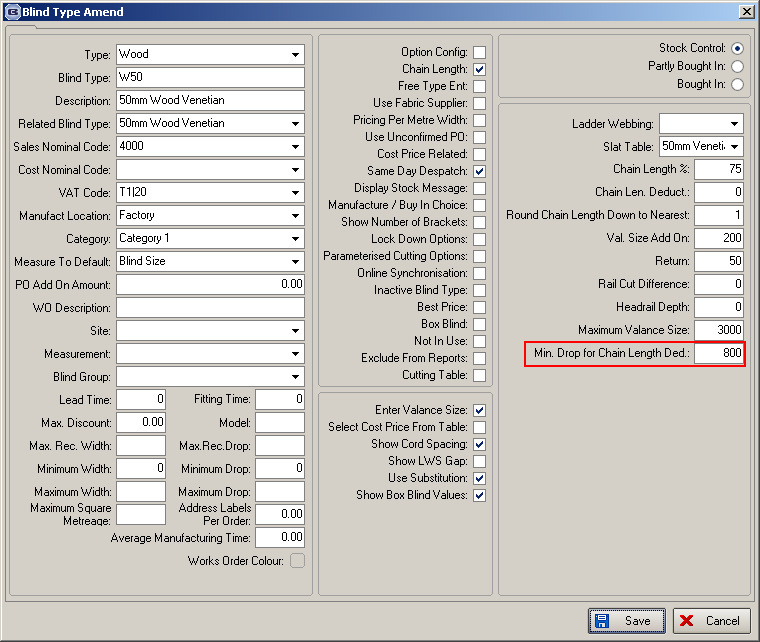 Blind Type Amend
Type: Wood
Blind Type: W50
Description: 50mm Wood Venetian
Related Blind Type: 50mm Wood Venetian
Sales Nominal Code: 4000
Cost Nominal Code:
VAT Code: T1|20
Manufact Location: Factory
Category: Category 1
Measure To Default: Blind Size
PO Add On Amount: 0.00
WO Description:
Site:
Measurement:
Blind Group:
Lead Time: 0 Fitting Time: 0
Max. Discount: 0.00 Model:
Max. Rec. Width: Max.Rec.Drop:
Minimum Width: 0 Minimum Drop: 0
Maximum Width: Maximum Drop:
Maximum Square Metreage: Address Labels Per Order: 0.00
Average Manufacturing Time: 0.00
Works Order Colour:
Option Config:
Chain Length:
Free Type Ent:
Use Fabric Supplier:
Pricing Per Metre Width:
Use Unconfirmed PO:
Cost Price Related:
Same Day Despatch:
Display Stock Message:
Manufacture / Buy In Choice:
Show Number of Brackets:
Lock Down Options:
Parameterised Cutting Options:
Online Synchronisation:
Inactive Blind Type:
Best Price:
Box Blind:
Not In Use:
Exclude From Reports:
Cutting Table:
Enter Valance Size:
Select Cost Price From Table:
Show Cord Spacing:
Show LWS Gap:
Use Substitution:
Show Box Blind Values:
Stock Control:
Partly Bought In:
Bought In:
Ladder Webbing:
Slat Table: 50mm Veneti
Chain Length %: 75
Chain Len. Deduct.: 0
Round Chain Length Down to Nearest: 1
Val. Size Add On: 200
Return: 50
Rail Cut Difference: 0
Headrail Depth: 0
Maximum Valance Size: 3000
Min. Drop for Chain Length Ded.: 800
Save Cancel